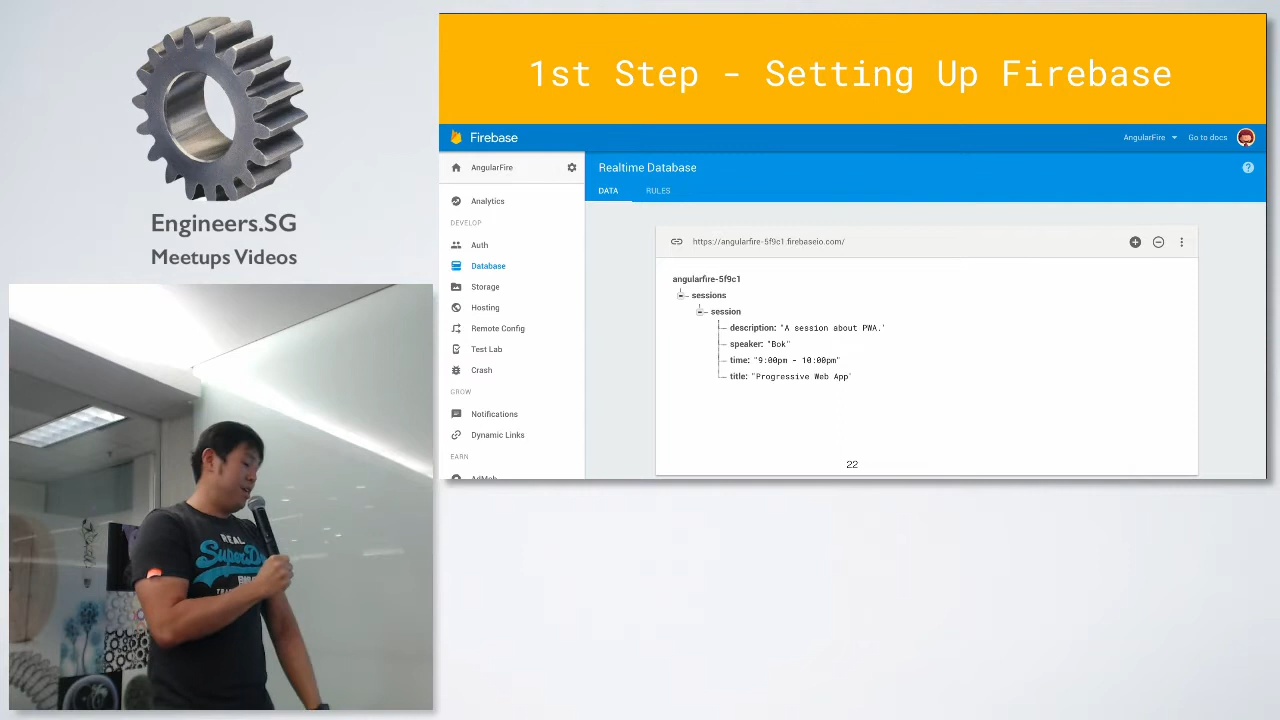 Engineers.SG
Meetups Videos
1st Step - Setting Up Firebase
Firebase
AngularFire
Go to docs
AngularFire
Realtime Database
DATA
RULES
Analytics
DEVELOP
Auth
Database
Storage
Hosting
Remote Config
Test Lab
Crash
GROW
Notifications
Dynamic Links
EARN
AdMob
https://angularfire-5f9c1.firebaseio.com/
angularfire-5f9c1
sessions
session
description: "A session about PWA."
speaker: "Bok"
time: "9:00pm - 10:00pm"
title: "Progressive Web App"
22
REAL
SuperD